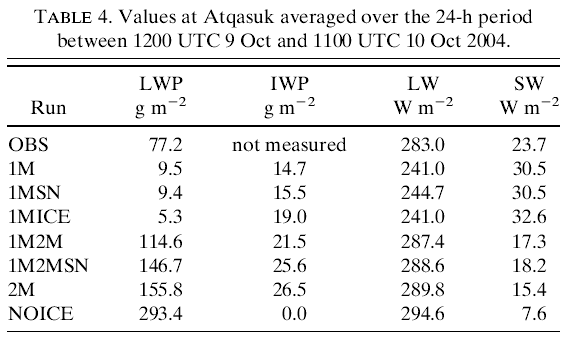 TABLE 4. Values at Atqasuk averaged over the 24-h period
between 1200 UTC 9 Oct and 1100 UTC 10 Oct 2004.
LWP IWP LW SW
Run g m−2 g m−2 W m−2 W m−2
OBS 77.2 not measured 283.0 23.7
1M 9.5 14.7 241.0 30.5
1MSN 9.4 15.5 244.7 30.5
1MICE 5.3 19.0 241.0 32.6
1M2M 114.6 21.5 287.4 17.3
1M2MSN 146.7 25.6 288.6 18.2
2M 155.8 26.5 289.8 15.4
NOICE 293.4 0.0 294.6 7.6